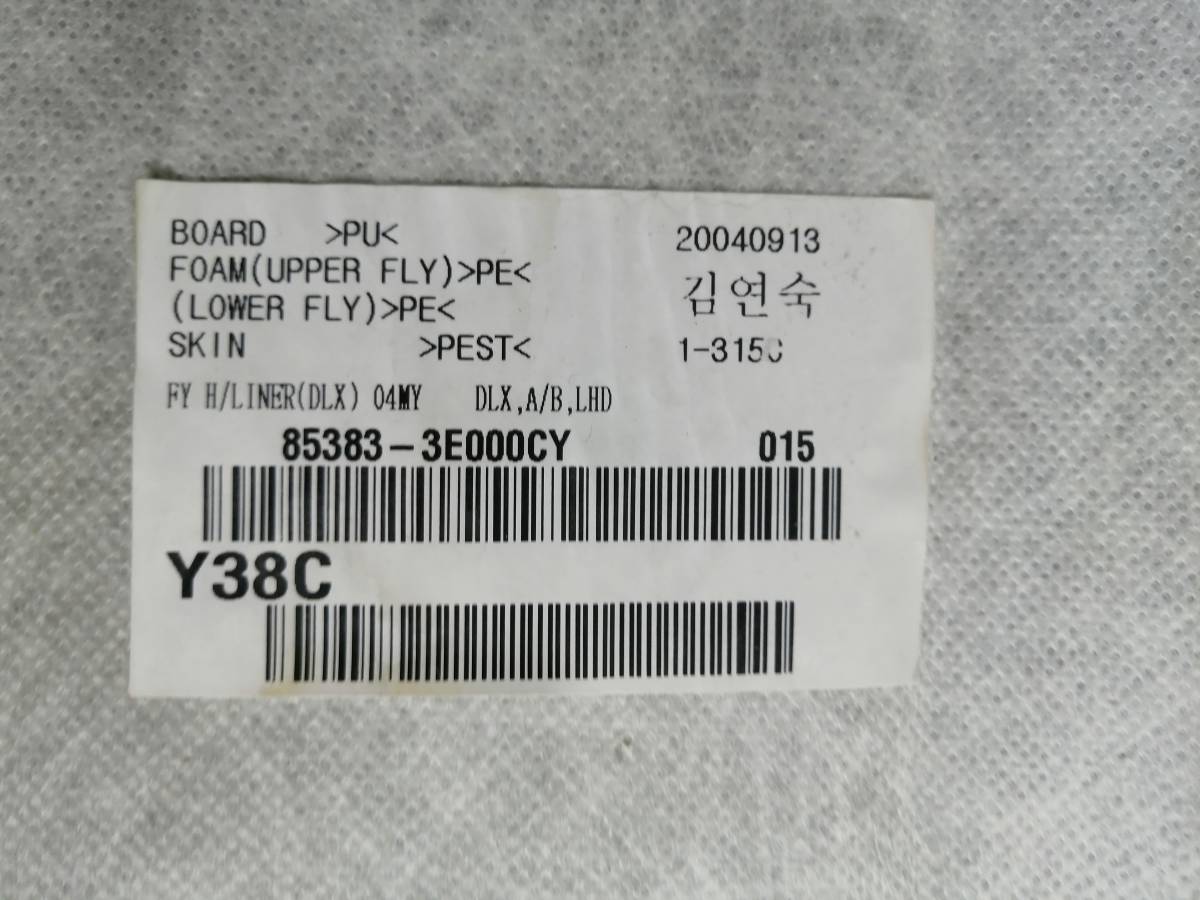 BOARD >PU< 20040913
FOAM(UPPER FLY)>PE<
(LOWER FLY)>PE< 김연숙
SKIN >PEST<
FY H/LINER(DLX) 04MY DLX,A/B,LHD
85383-3E000CY 015
Y38C